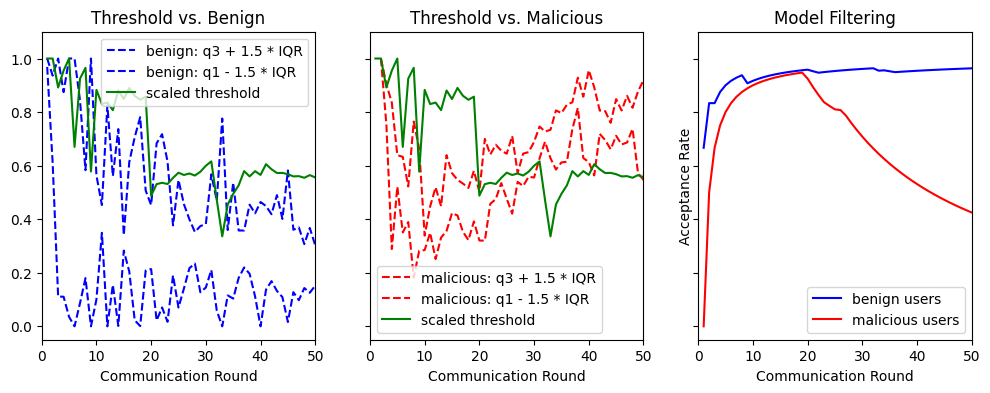 Threshold vs. Benign
benign: q3 + 1.5 * IQR
benign: q1 - 1.5 * IQR
scaled threshold
1.0
0.8
0.6
0.4
0.2
0.0
0 10 20 30 40 50
Communication Round
Threshold vs. Malicious
malicious: q3 + 1.5 * IQR
malicious: q1 - 1.5 * IQR
scaled threshold
0 10 20 30 40 50
Communication Round
Model Filtering
Acceptance Rate
benign users
malicious users
0 10 20 30 40 50
Communication Round